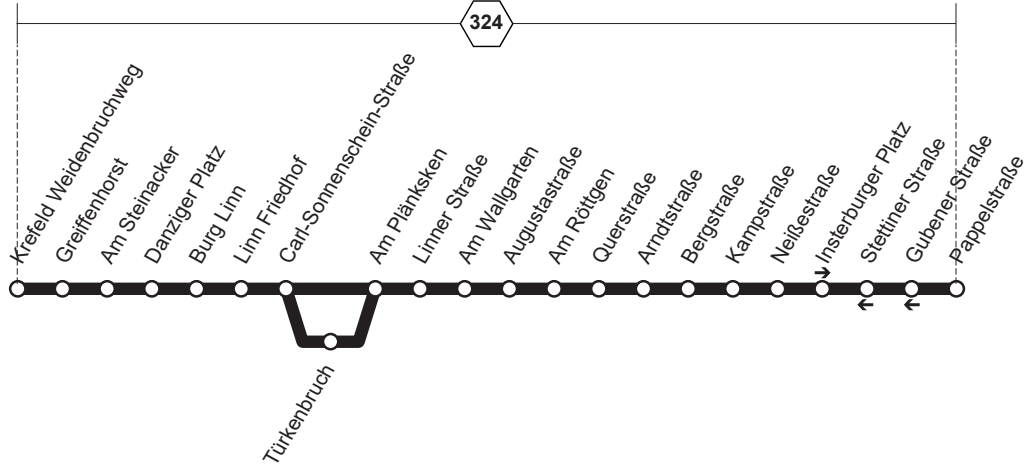 324
Krefeld Weidenbruchweg
Greiffenhorst
Am Steinacker
Danziger Platz
Burg Linn
Linn Friedhof
Carl-Sonnenschein-Straße
Am Plänksken
Linner Straße
Am Wallgarten
Augustastraße
Am Röttgen
Querstraße
Arndtstraße
Bergstraße
Kampstraße
Neißestraße
Insterburger Platz
Stettiner Straße
Gubener Straße
Pappelstraße
Türkenbruch